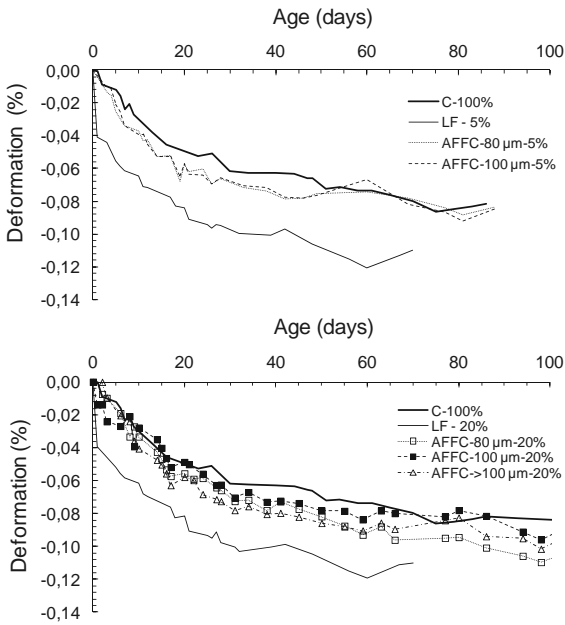 Age (days)
0 20 40 60 80 100
0,00
-0,02
-0,04
-0,06
-0,08
-0,10
-0,12
-0,14
Deformation (%)
C-100%
LF - 5%
AFFC-80 µm-5%
AFFC-100 µm-5%
Age (days)
0 20 40 60 80 100
0,00
-0,02
-0,04
-0,06
-0,08
-0,10
-0,12
-0,14
Deformation (%)
C-100%
LF - 20%
AFFC-80 µm-20%
AFFC-100 µm-20%
AFFC->100 µm-20%